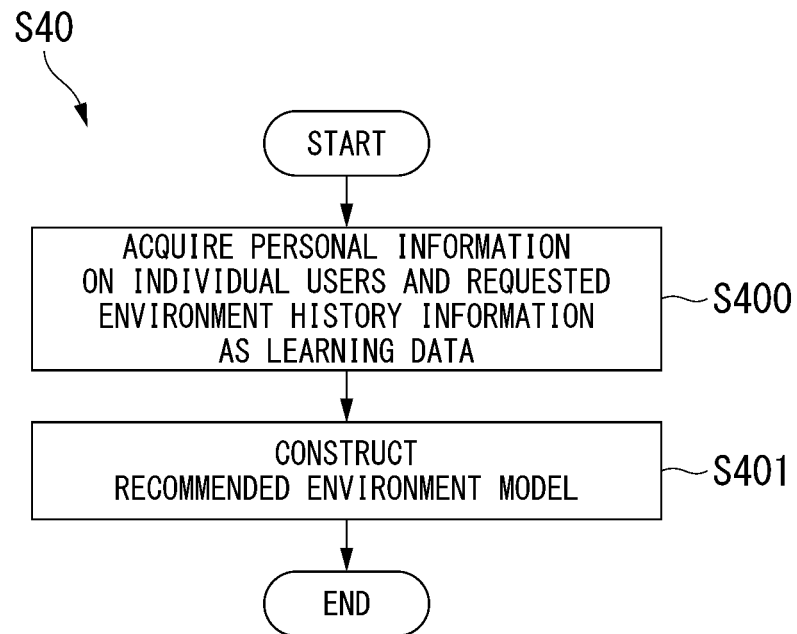 S40
START
ACQUIRE PERSONAL INFORMATION
ON INDIVIDUAL USERS AND REQUESTED
ENVIRONMENT HISTORY INFORMATION
AS LEARNING DATA
S400
CONSTRUCT
RECOMMENDED ENVIRONMENT MODEL
S401
END